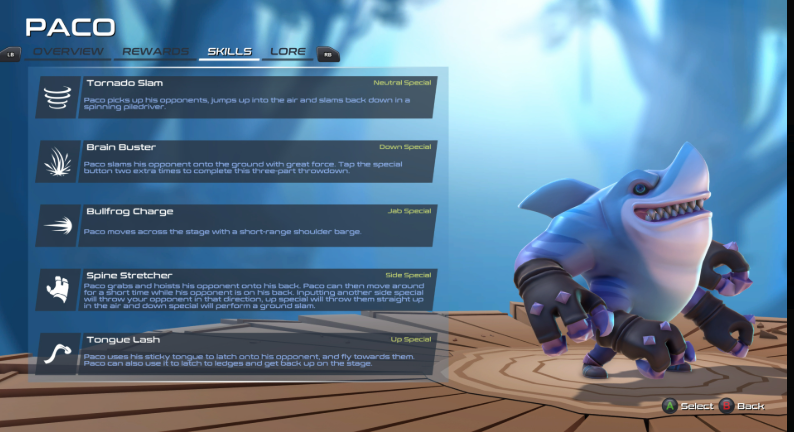 PACO
LB OVERVIEW REWARDS SKILLS LORE RB
Tornado Slam
Neutral Special
Paco picks up his opponents, jumps up into the air and slams back down in a
spinning piledriver.
Brain Buster
Down Special
Paco slams his opponent onto the ground with great force. Tap the special
button two extra times to complete this three-part throwdown.
Bullfrog Charge
Jab Special
Paco moves across the stage with a short-range shoulder barge.
Spine Stretcher
Side Special
Paco grabs and hoists his opponent onto his back. Paco can then move around
for a short time while his opponent is on his back. Inputting another side special
will throw your opponent in that direction, up special will throw them straight up
in the air and down special will perform a ground slam.
Tongue Lash
Up Special
Paco uses his sticky tongue to latch onto his opponent, and fly towards them.
Paco can also use it to latch to ledges and get back up on the stage.
A Select B Back